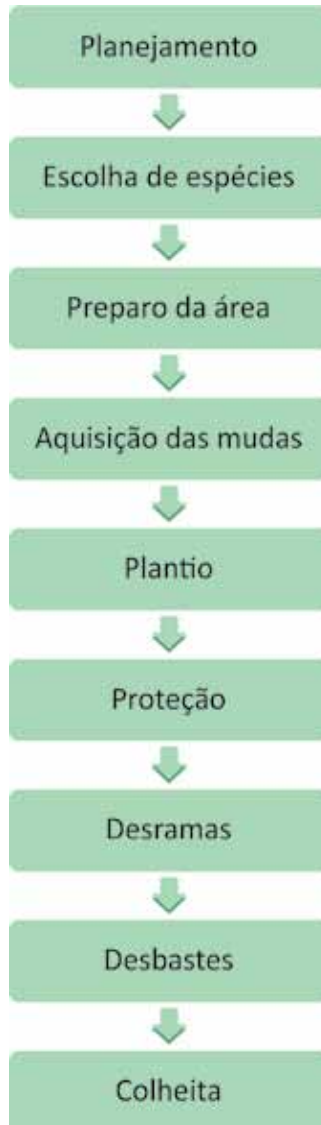 Planejamento
Escolha de espécies
Preparo da área
Aquisição das mudas
Plantio
Proteção
Desramas
Desbastes
Colheita